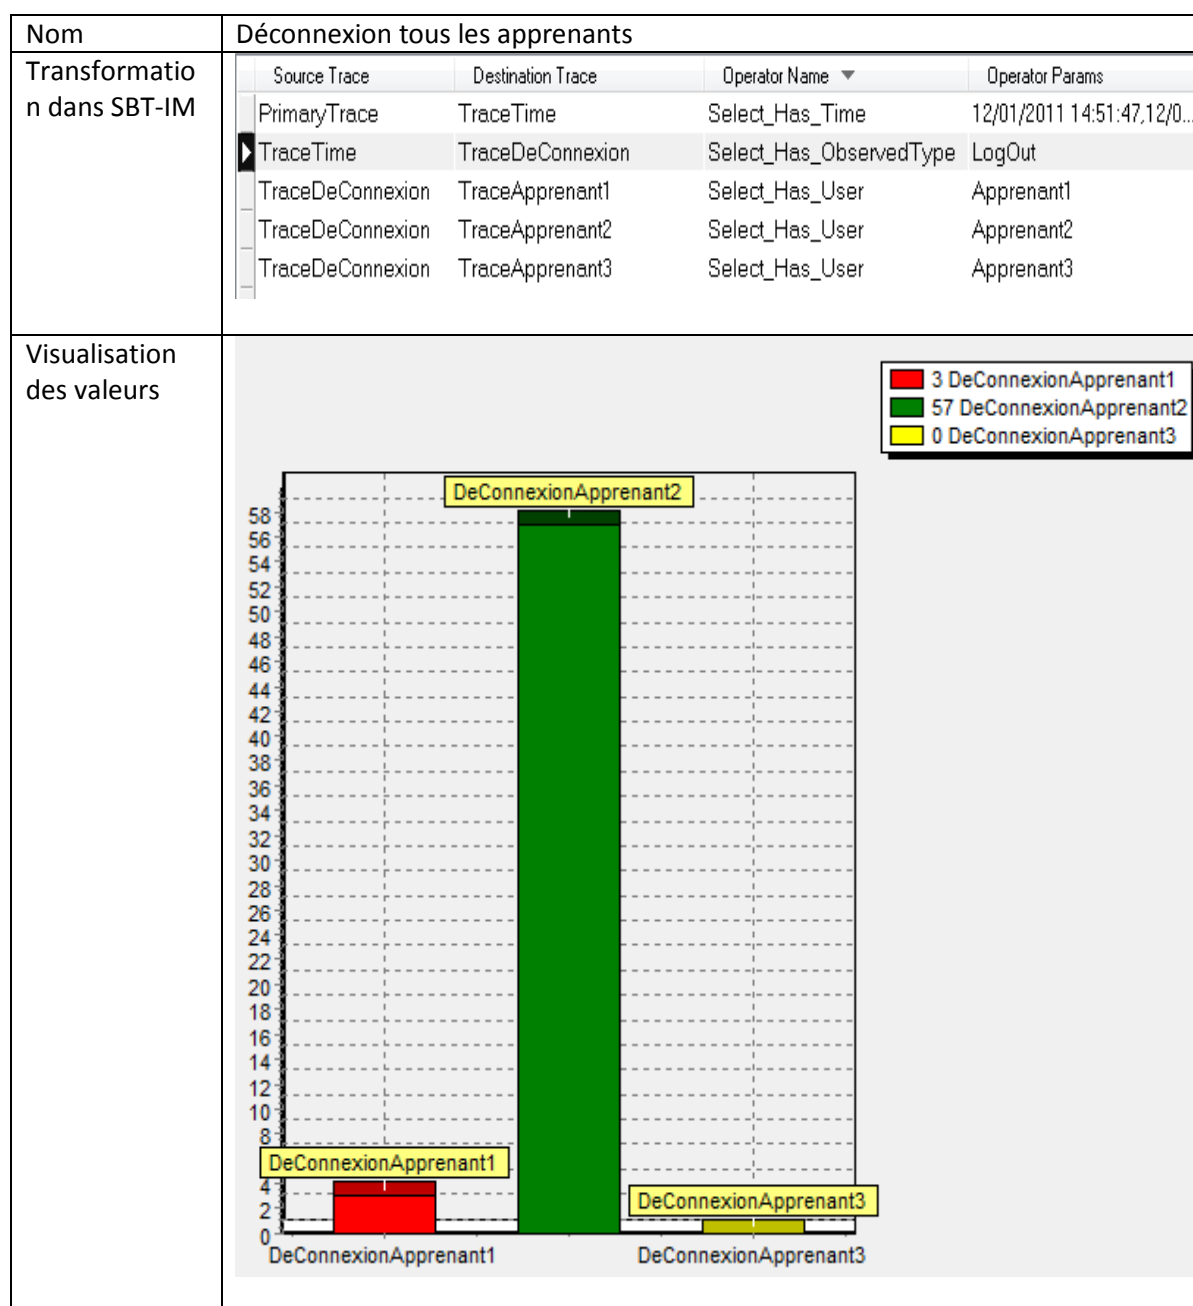 Nom Déconnexion tous les apprenants
Transformatio
n dans SBT-IM
Source Trace Destination Trace Operator Name Operator Params
PrimaryTrace TraceTime Select_Has_Time 12/01/2011 14:51:47,12/0...
TraceTime TraceDeConnexion Select_Has_ObservedType LogOut
TraceDeConnexion TraceApprenant1 Select_Has_User Apprenant1
TraceDeConnexion TraceApprenant2 Select_Has_User Apprenant2
TraceDeConnexion TraceApprenant3 Select_Has_User Apprenant3
Visualisation
des valeurs
3 DeConnexionApprenant1
57 DeConnexionApprenant2
0 DeConnexionApprenant3
DeConnexionApprenant2
58
56
54
52
50
48
46
44
42
40
38
36
34
32
30
28
26
24
22
20
18
16
14
12
10
8
DeConnexionApprenant1
4
DeConnexionApprenant3
2
0
DeConnexionApprenant1 DeConnexionApprenant3